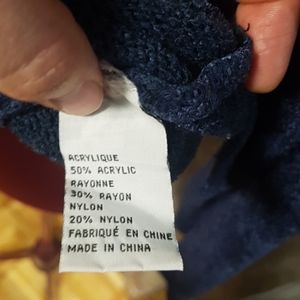 ACRYLIQUE
50% ACRYLIC
RAYONNE
30% RAYON
NYLON
20% NYLON
FABRIQUÉ EN CHINE
MADE IN CHINA